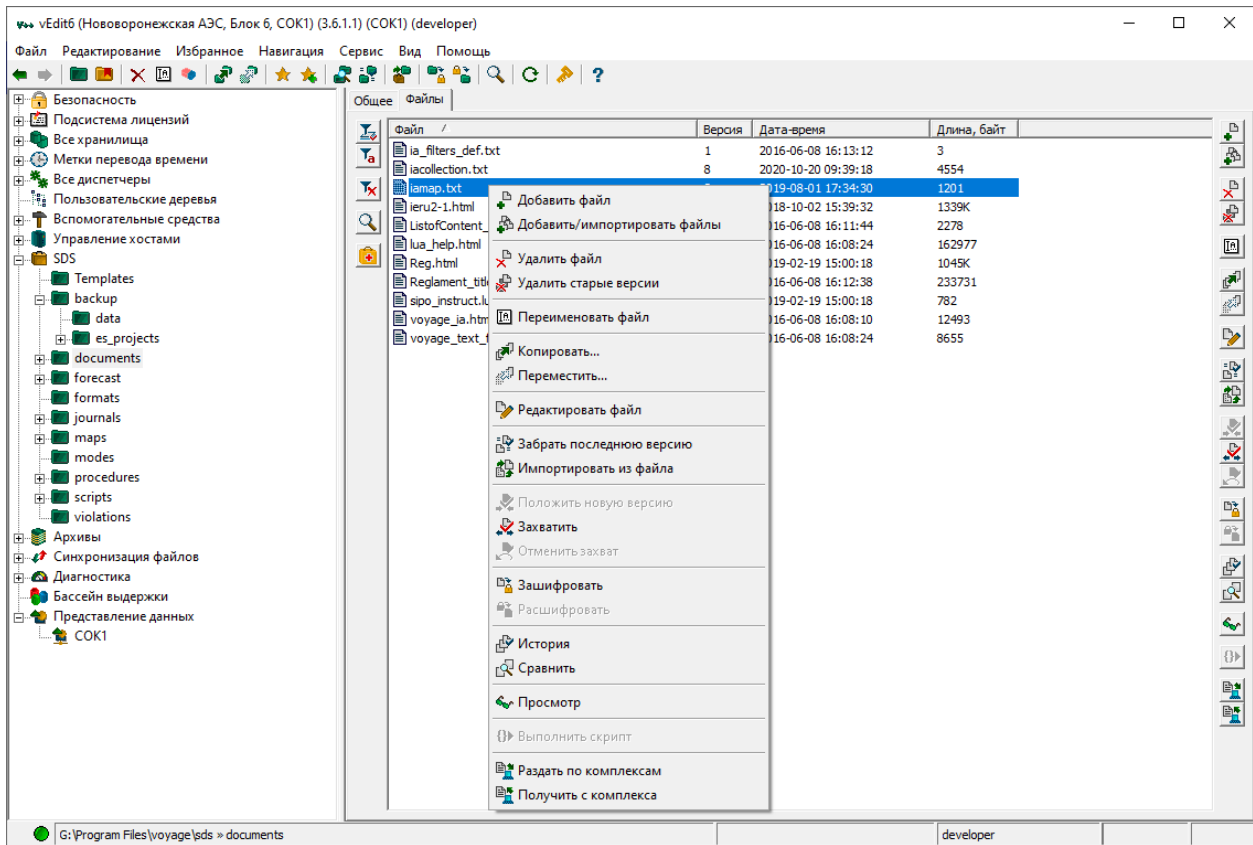 vEdit6 (Нововоронежская АЭС, Блок 6, СОК1) (3.6.1.1) (СОК1) (developer)
Файл Редактирование Избранное Навигация Сервис Вид Помощь
Безопасность
Подсистема лицензий
Все хранилища
Метки перевода времени
Все диспетчеры
Пользовательские деревья
Вспомогательные средства
Управление хостами
SDS
Templates
backup
data
es_projects
documents
forecast
formats
journals
maps
modes
procedures
scripts
violations
Архивы
Синхронизация файлов
Диагностика
Бассейн выдержки
Представление данных
СОК1
Общее Файлы
Файл / Версия Дата-время Длина, байт
ia_filters_def.txt 1 2016-06-08 16:13:12 3
iacollection.txt 8 2020-10-20 09:39:18 4554
iamap.txt 2019-08-01 17:34:30 1201
ieru2-1.html 018-10-02 15:39:32 1339K
ListofContent_ 016-06-08 16:11:44 2278
lua_help.html 016-06-08 16:08:24 162977
Reg.html 019-02-19 15:00:18 1045K
Reglament_titl 016-06-08 16:12:38 233731
sipo_instruct.lu 019-02-19 15:00:18 782
voyage_ia.htm 016-06-08 16:08:10 12493
voyage_text_f 016-06-08 16:08:24 8655
Добавить файл
Добавить/импортировать файлы
Удалить файл
Удалить старые версии
Переименовать файл
Копировать...
Переместить...
Редактировать файл
Забрать последнюю версию
Импортировать из файла
Положить новую версию
Захватить
Отменить захват
Зашифровать
Расшифровать
История
Сравнить
Просмотр
Выполнить скрипт
Раздать по комплексам
Получить с комплекса
G:\Program Files\voyage\sds » documents developer